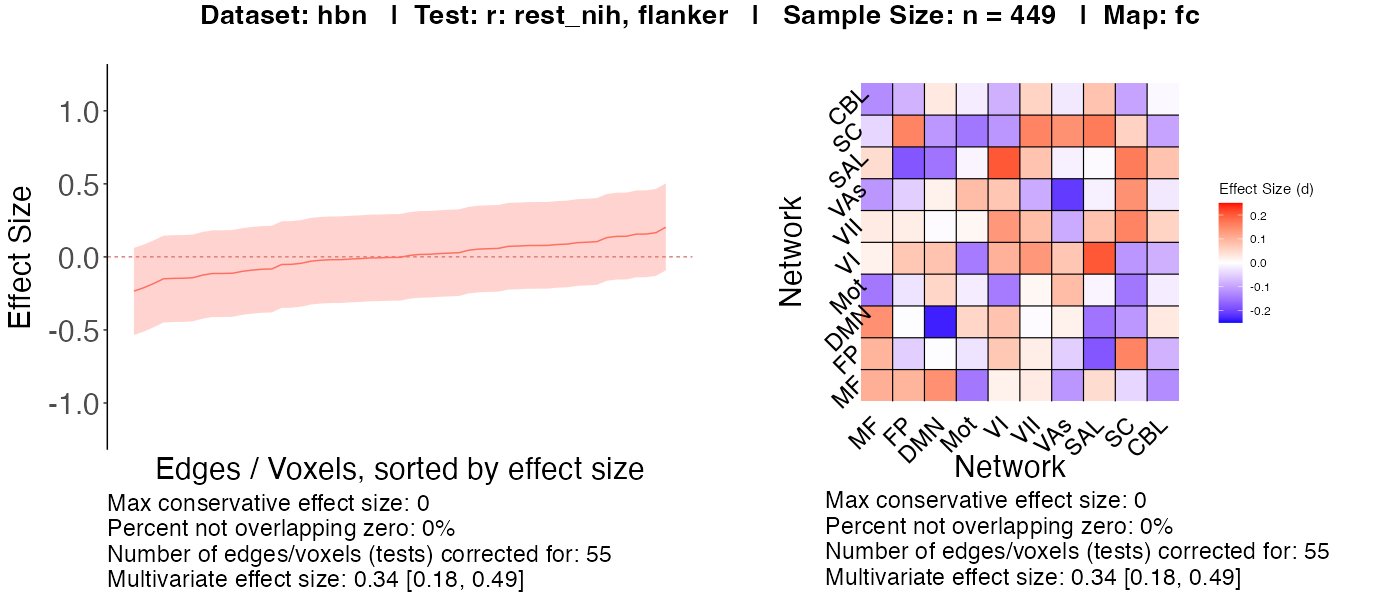 Dataset: hbn | Test: r: rest_nih, flanker | Sample Size: n = 449 | Map: fc
Effect Size
1.0
0.5
0.0
-0.5
-1.0
Edges / Voxels, sorted by effect size
Max conservative effect size: 0
Percent not overlapping zero: 0%
Number of edges/voxels (tests) corrected for: 55
Multivariate effect size: 0.34 [0.18, 0.49]
Network
CBL
SC
SAL
VAs
VII
VI
Mot
DMN
FP
MF
MF FP DMN Mot VI VII VAs SAL SC CBL
Network
Effect Size (d)
0.2
0.1
0.0
-0.1
-0.2
Max conservative effect size: 0
Percent not overlapping zero: 0%
Number of edges/voxels (tests) corrected for: 55
Multivariate effect size: 0.34 [0.18, 0.49]